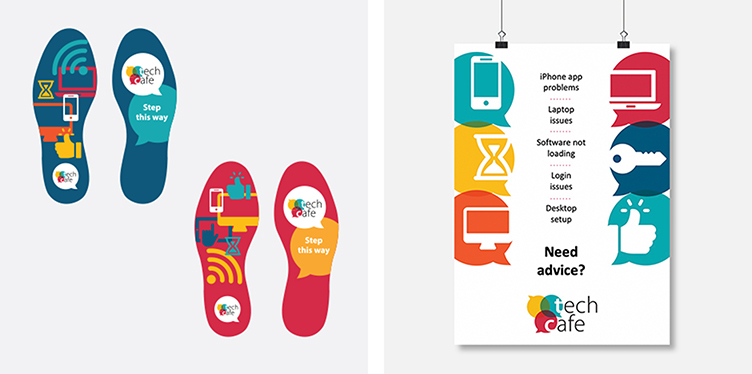 tech
cafe
Step
this way
tech
cafe
tech
cafe
Step
this way
tech
cafe
iPhone app
problems
Laptop
issues
Software not
loading
Login
issues
Desktop
setup
Need
advice?
tech
cafe